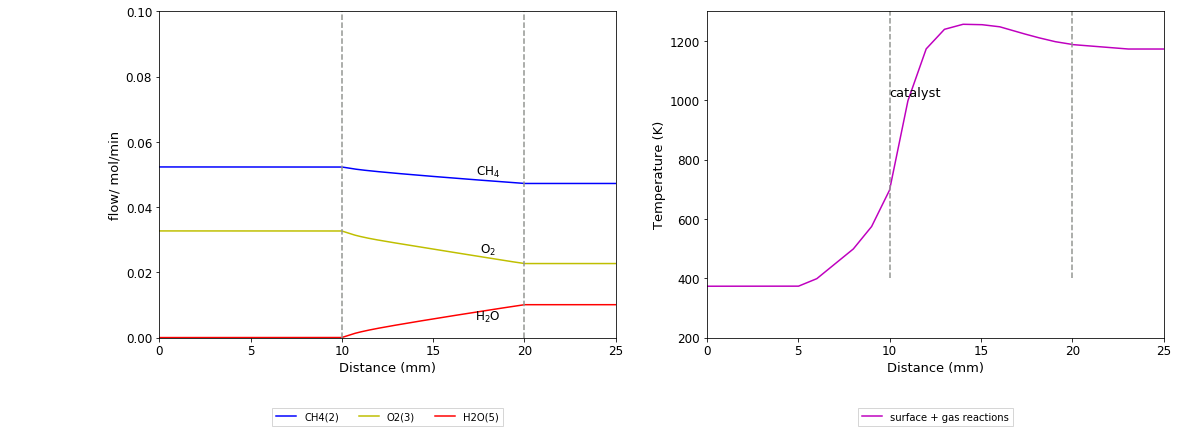 flow/ mol/min
0.10
0.08
0.06
0.04
0.02
0.00
CH₄
O₂
H₂O
0 5 10 15 20 25
Distance (mm)
CH4(2) O2(3) H2O(5)
Temperature (K)
1200
1000
800
600
400
200
catalyst
0 5 10 15 20 25
Distance (mm)
surface + gas reactions